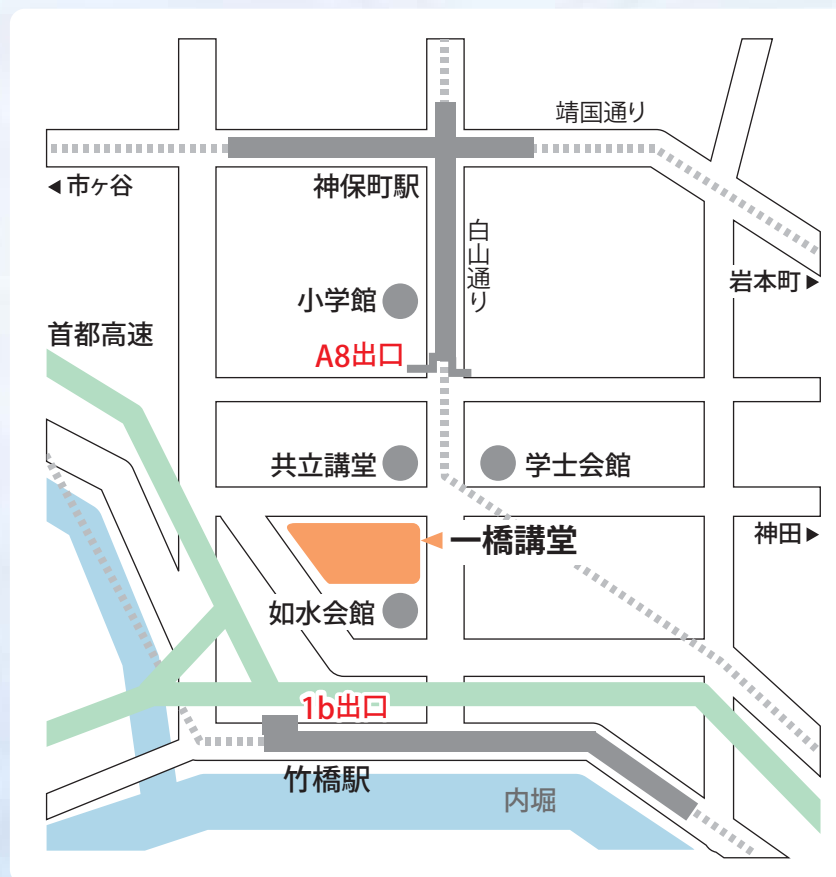 靖国通り
◀市ヶ谷
神保町駅
白山通り
岩本町▶
小学館
首都高速
A8出口
共立講堂
学士会館
一橋講堂
神田▶
如水会館
1b出口
竹橋駅
内堀